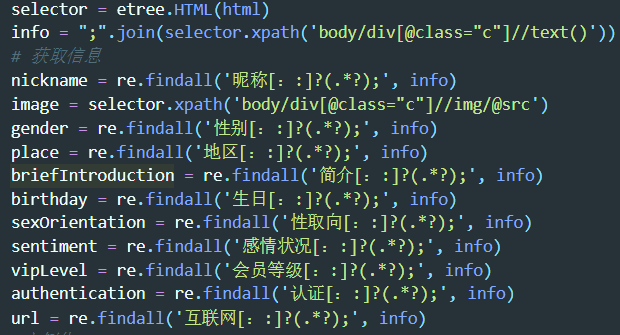 selector = etree.HTML(html)
info = ";".join(selector.xpath('body/div[@class="c"]//text()'))
# 获取信息
nickname = re.findall('昵称[：:]?(.*?);', info)
image = selector.xpath('body/div[@class="c"]//img/@src')
gender = re.findall('性别[：:]?(.*?);', info)
place = re.findall('地区[：:]?(.*?);', info)
briefIntroduction = re.findall('简介[：:]?(.*?);', info)
birthday = re.findall('生日[：:]?(.*?);', info)
sexOrientation = re.findall('性取向[：:]?(.*?);', info)
sentiment = re.findall('感情状况[：:]?(.*?);', info)
vipLevel = re.findall('会员等级[：:]?(.*?);', info)
authentication = re.findall('认证[：:]?(.*?);', info)
url = re.findall('互联网[：:]?(.*?);', info)